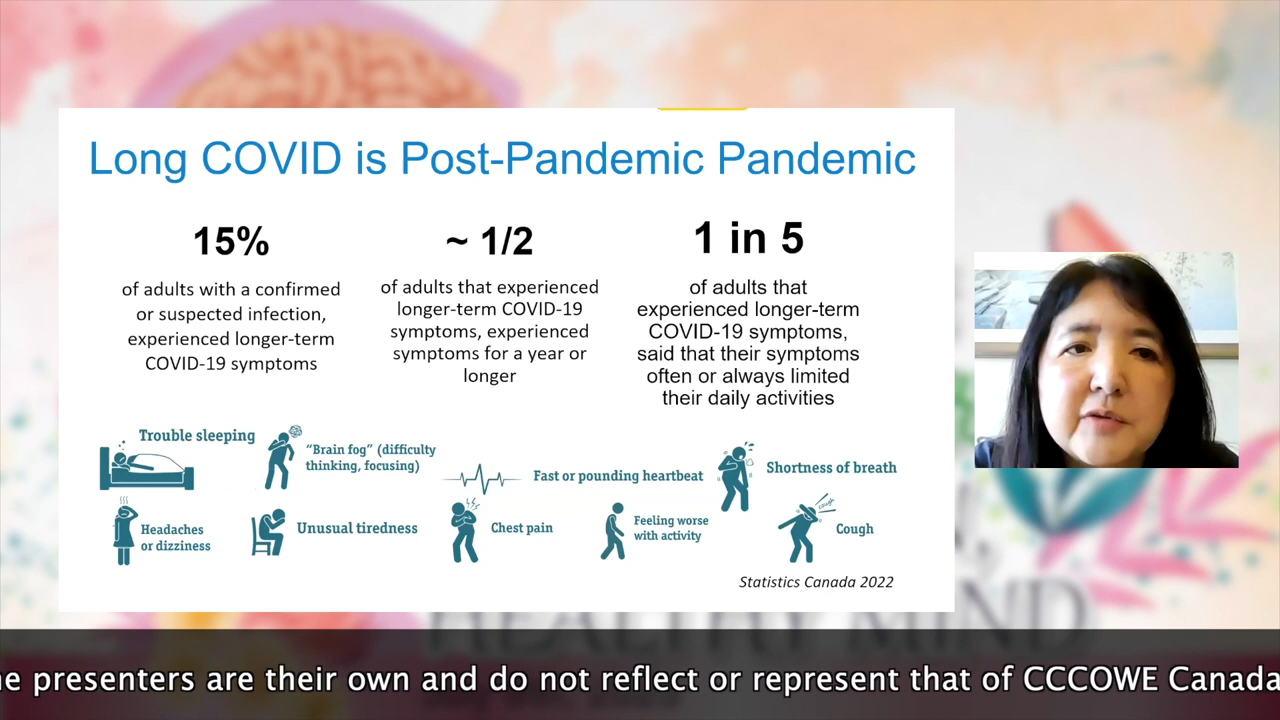 Long COVID is Post-Pandemic Pandemic
15%
of adults with a confirmed
or suspected infection,
experienced longer-term
COVID-19 symptoms
~ 1/2
of adults that experienced
longer-term COVID-19
symptoms, experienced
symptoms for a year or
longer
1 in 5
of adults that
experienced longer-term
COVID-19 symptoms,
said that their symptoms
often or always limited
their daily activities
Trouble sleeping
“Brain fog” (difficulty
thinking, focusing)
Fast or pounding heartbeat
Shortness of breath
Headaches
or dizziness
Unusual tiredness
Chest pain
Feeling worse
with activity
cough
Cough
Statistics Canada 2022
HEALTHY MIND
presenters are their own and do not reflect or represent that of CCCOWE Canada